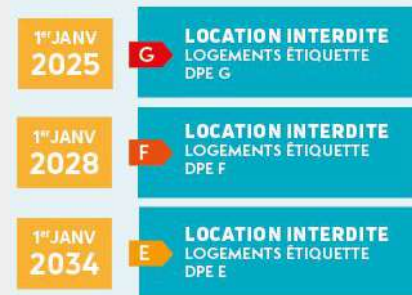 1er JANV
2025
G
LOCATION INTERDITE
LOGEMENTS ÉTIQUETTE
DPE G
1er JANV
2028
F
LOCATION INTERDITE
LOGEMENTS ÉTIQUETTE
DPE F
1er JANV
2034
E
LOCATION INTERDITE
LOGEMENTS ÉTIQUETTE
DPE E